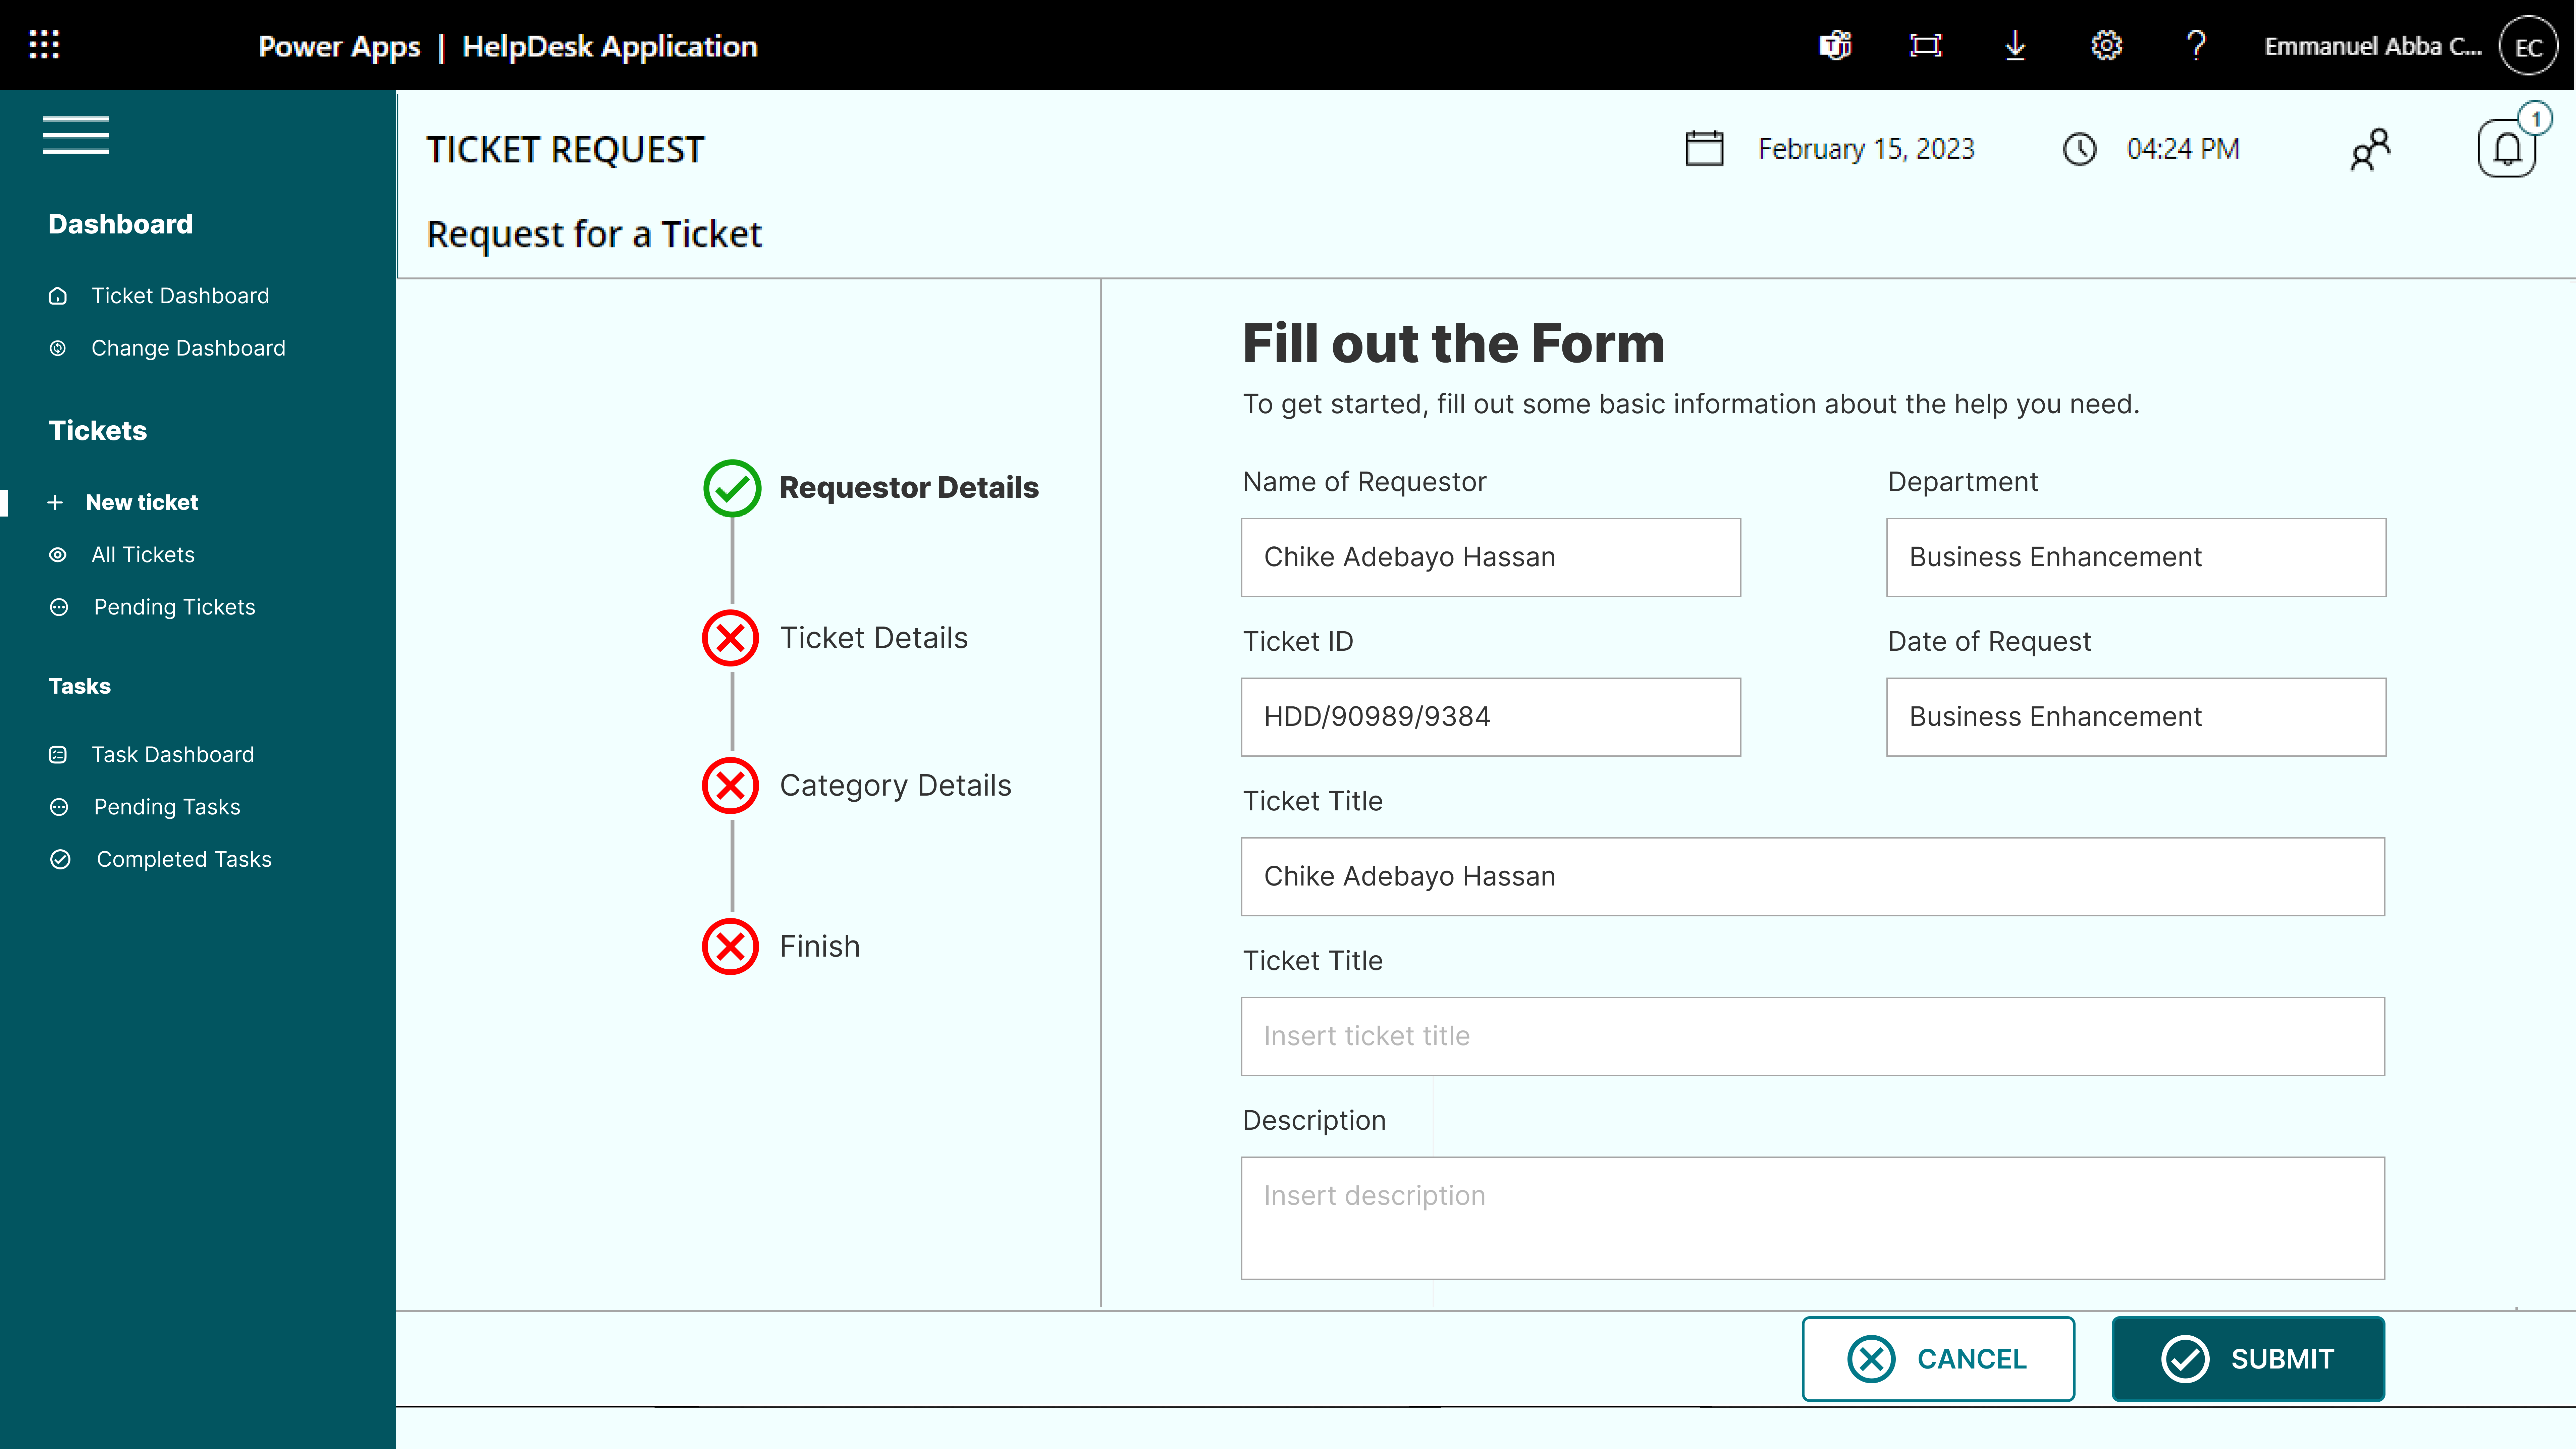 Power Apps | HelpDesk Application
Emmanuel Abba C...
EC
TICKET REQUEST
February 15, 2023
04:24 PM
1
Request for a Ticket
Dashboard
Ticket Dashboard
Change Dashboard
Tickets
New ticket
All Tickets
Pending Tickets
Tasks
Task Dashboard
Pending Tasks
Completed Tasks
Requestor Details
Ticket Details
Category Details
Finish
Fill out the Form
To get started, fill out some basic information about the help you need.
Name of Requestor
Department
Chike Adebayo Hassan
Business Enhancement
Ticket ID
Date of Request
HDD/90989/9384
Business Enhancement
Ticket Title
Chike Adebayo Hassan
Ticket Title
Insert ticket title
Description
Insert description
CANCEL
SUBMIT